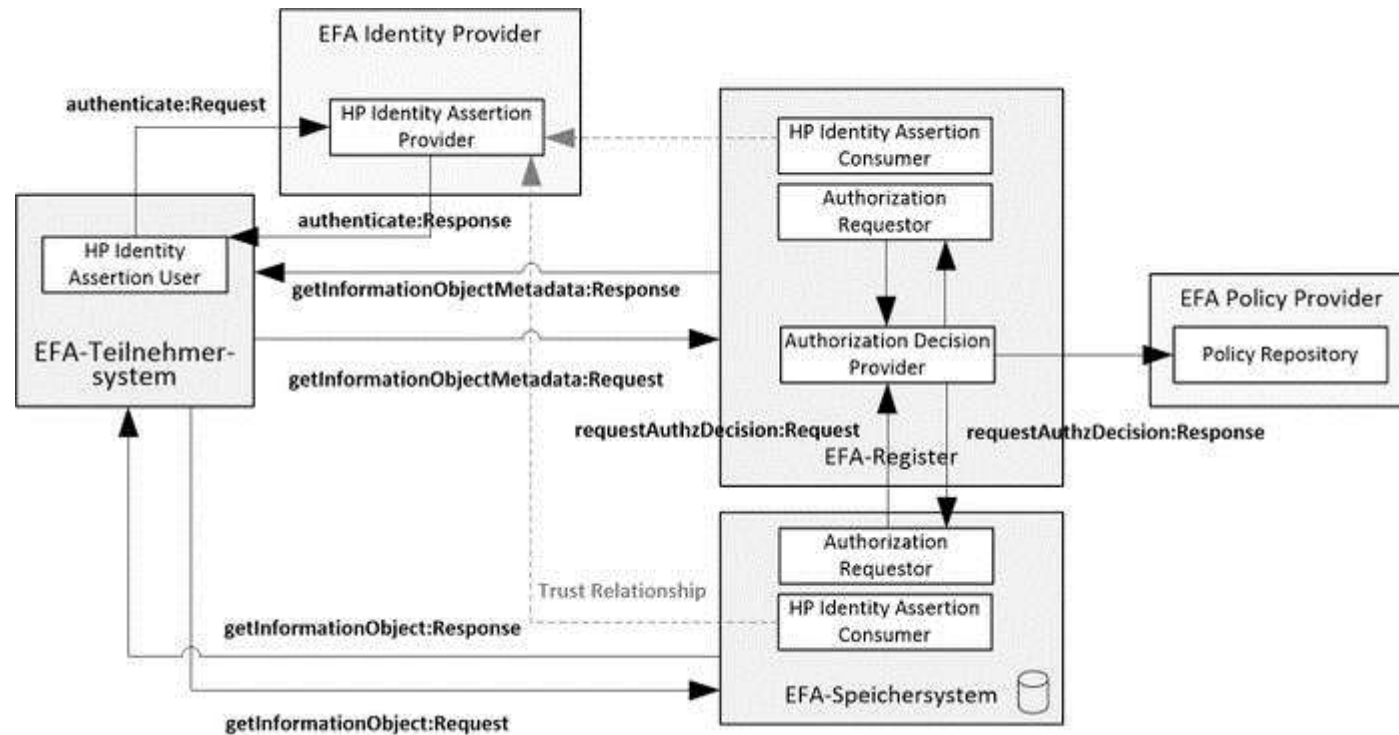 EFA Identity Provider
authenticate:Request
HP Identity Assertion
Provider
HP Identity Assertion
Consumer
Authorization
Requestor
authenticate:Response
HP Identity
Assertion User
getInformationObjectMetadata:Response
EFA Policy Provider
EFA-Teilnehmer-
system
Authorization Decision
Provider
Policy Repository
getInformationObjectMetadata:Request
requestAuthzDecision:Request
requestAuthzDecision:Response
EFA-Register
Authorization
Requestor
Trust Relationship
HP Identity Assertion
Consumer
getInformationObject:Response
EFA-Speichersystem
getInformationObject:Request